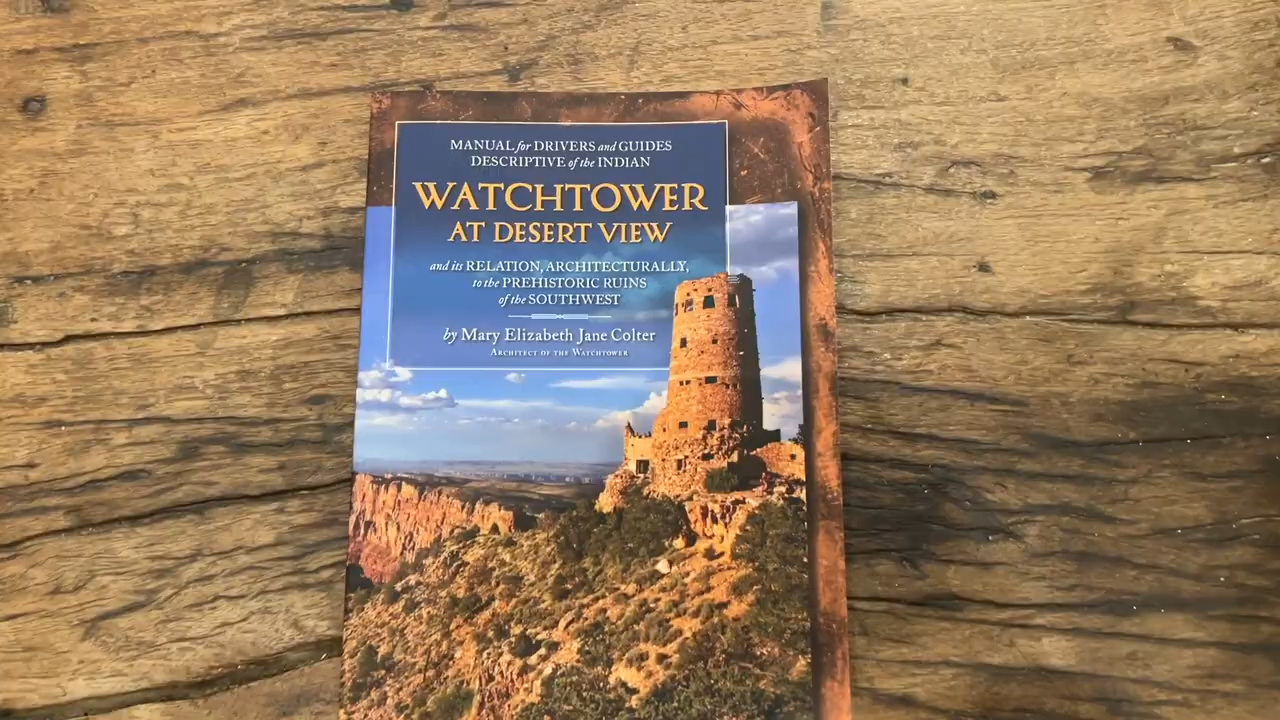 MANUAL for DRIVERS and GUIDES
DESCRIPTIVE of the INDIAN
WATCHTOWER
AT DESERT VIEW
and its RELATION, ARCHITECTURALLY,
to the PREHISTORIC RUINS
of the SOUTHWEST
by Mary Elizabeth Jane Colter
ARCHITECT OF THE WATCHTOWER